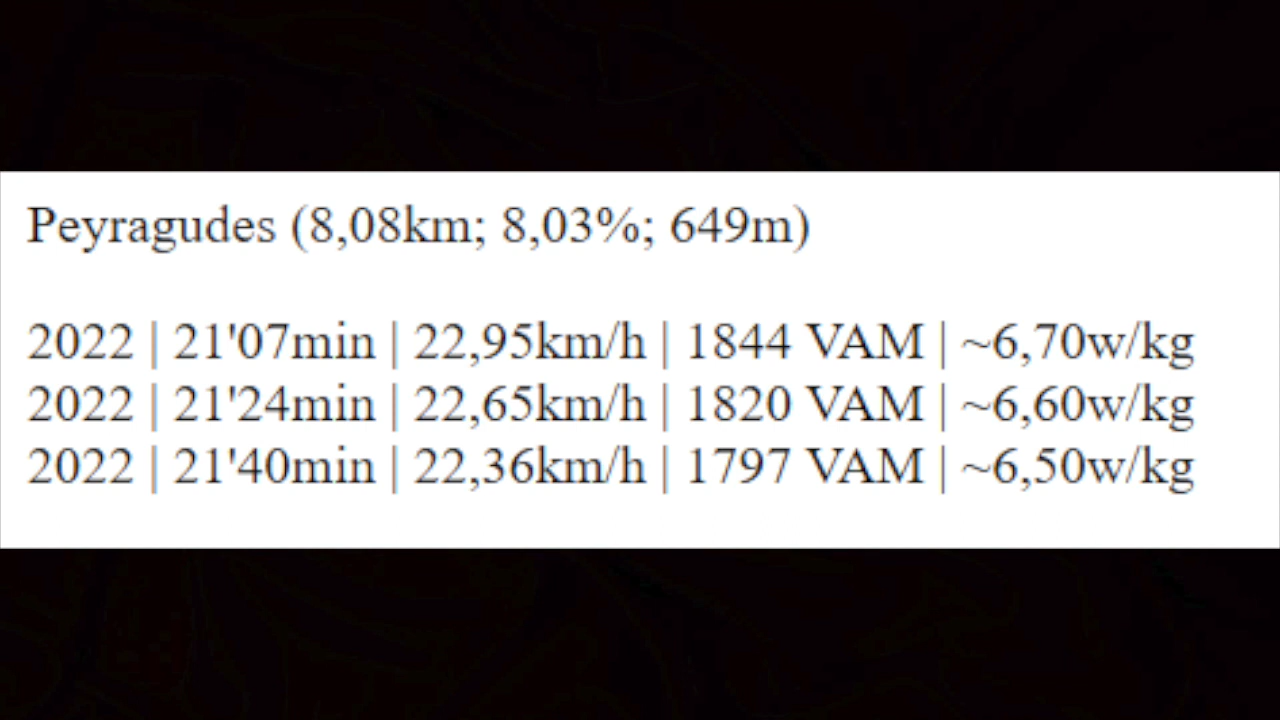 Peyragudes (8,08km; 8,03%; 649m)
2022 | 21'07min | 22,95km/h | 1844 VAM | ~6,70w/kg
2022 | 21'24min | 22,65km/h | 1820 VAM | ~6,60w/kg
2022 | 21'40min | 22,36km/h | 1797 VAM | ~6,50w/kg